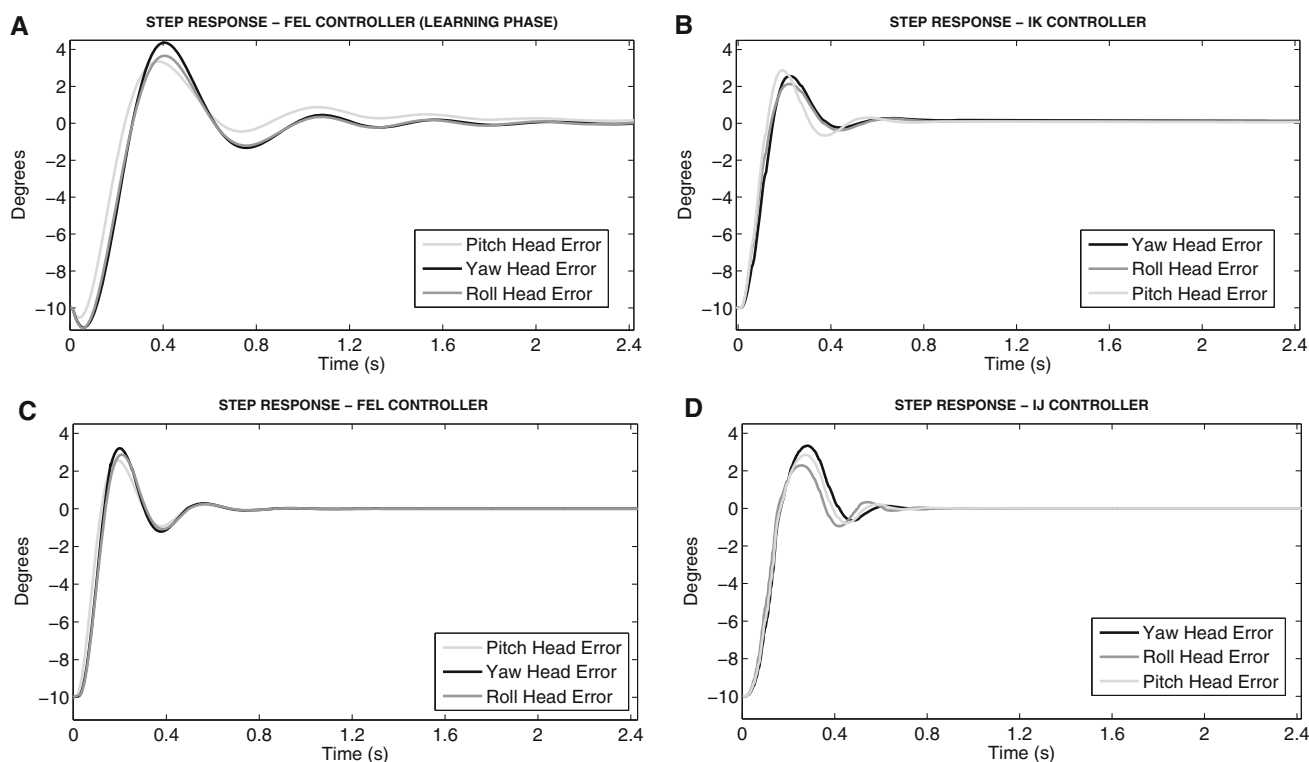 A
STEP RESPONSE – FEL CONTROLLER (LEARNING PHASE)
4
2
0
−2
−4
−6
−8
−10
Degrees
Pitch Head Error
Yaw Head Error
Roll Head Error
0 0.4 0.8 1.2 1.6 2 2.4
Time (s)
B
STEP RESPONSE – IK CONTROLLER
4
2
0
−2
−4
−6
−8
−10
Degrees
Yaw Head Error
Roll Head Error
Pitch Head Error
0 0.4 0.8 1.2 1.6 2 2.4
Time (s)
C
STEP RESPONSE – FEL CONTROLLER
4
2
0
−2
−4
−6
−8
−10
Degrees
Pitch Head Error
Yaw Head Error
Roll Head Error
0 0.4 0.8 1.2 1.6 2 2.4
Time (s)
D
STEP RESPONSE – IJ CONTROLLER
4
2
0
−2
−4
−6
−8
−10
Degrees
Yaw Head Error
Roll Head Error
Pitch Head Error
0 0.4 0.8 1.2 1.6 2 2.4
Time (s)